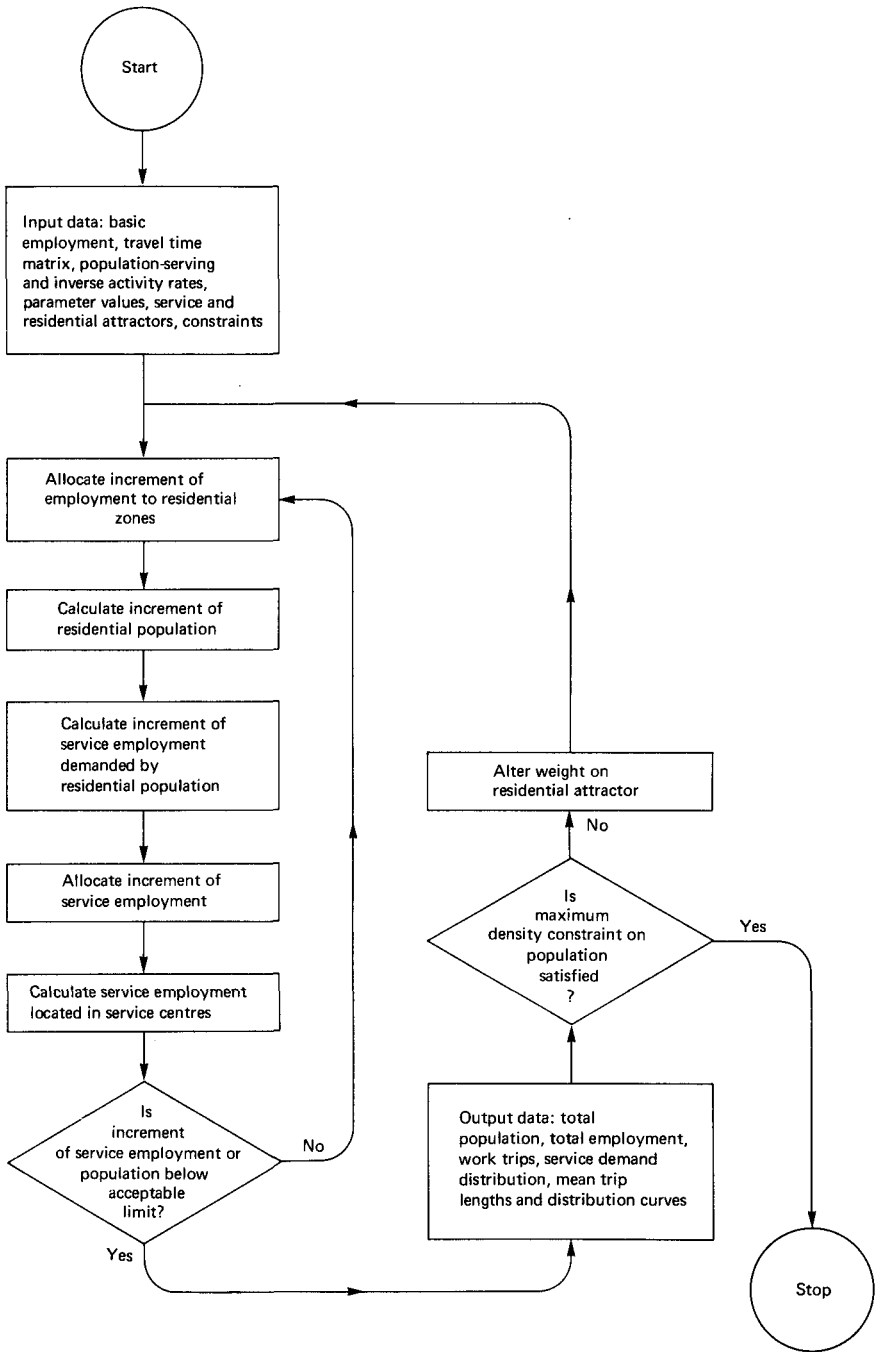 Start
Input data: basic
employment, travel time
matrix, population-serving
and inverse activity rates,
parameter values, service and
residential attractors, constraints
Allocate increment of
employment to residential
zones
Calculate increment of
residential population
Calculate increment of
service employment
demanded by
residential population
Allocate increment of
service employment
Calculate service employment
located in service centres
Is
increment
of service employment or
population below
acceptable
limit?
No
Yes
Output data: total
population, total employment,
work trips, service demand
distribution, mean trip
lengths and distribution curves
Is
maximum
density constraint on
population
satisfied
?
No
Yes
Alter weight on
residential attractor
Stop